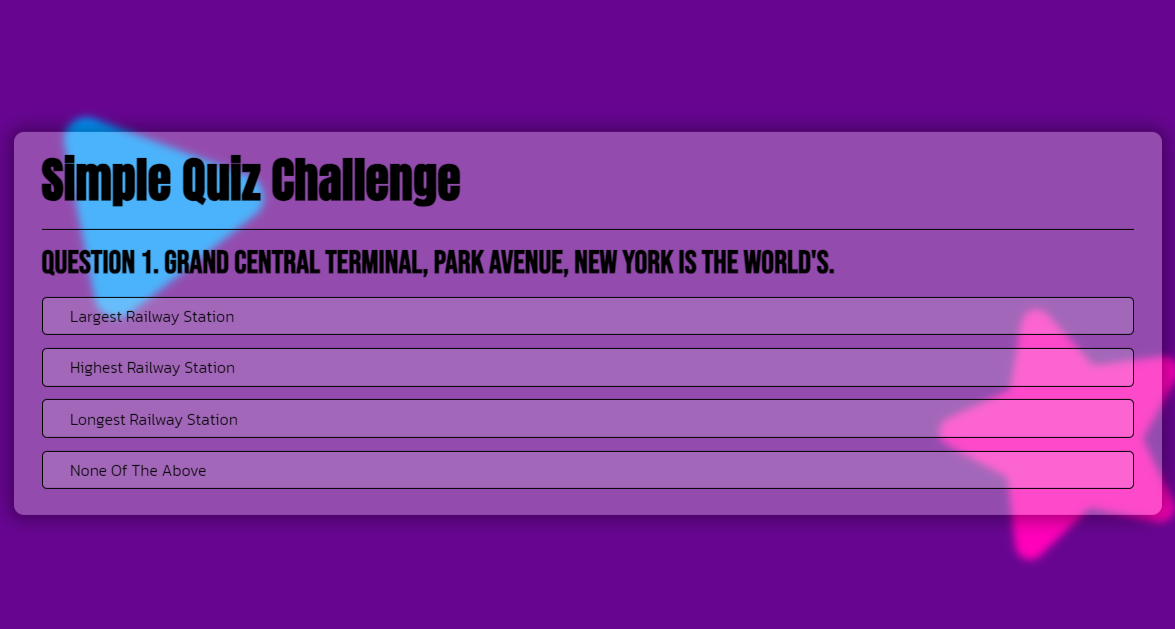 Simple Quiz Challenge
QUESTION 1. GRAND CENTRAL TERMINAL, PARK AVENUE, NEW YORK IS THE WORLD'S.
Largest Railway Station
Highest Railway Station
Longest Railway Station
None Of The Above